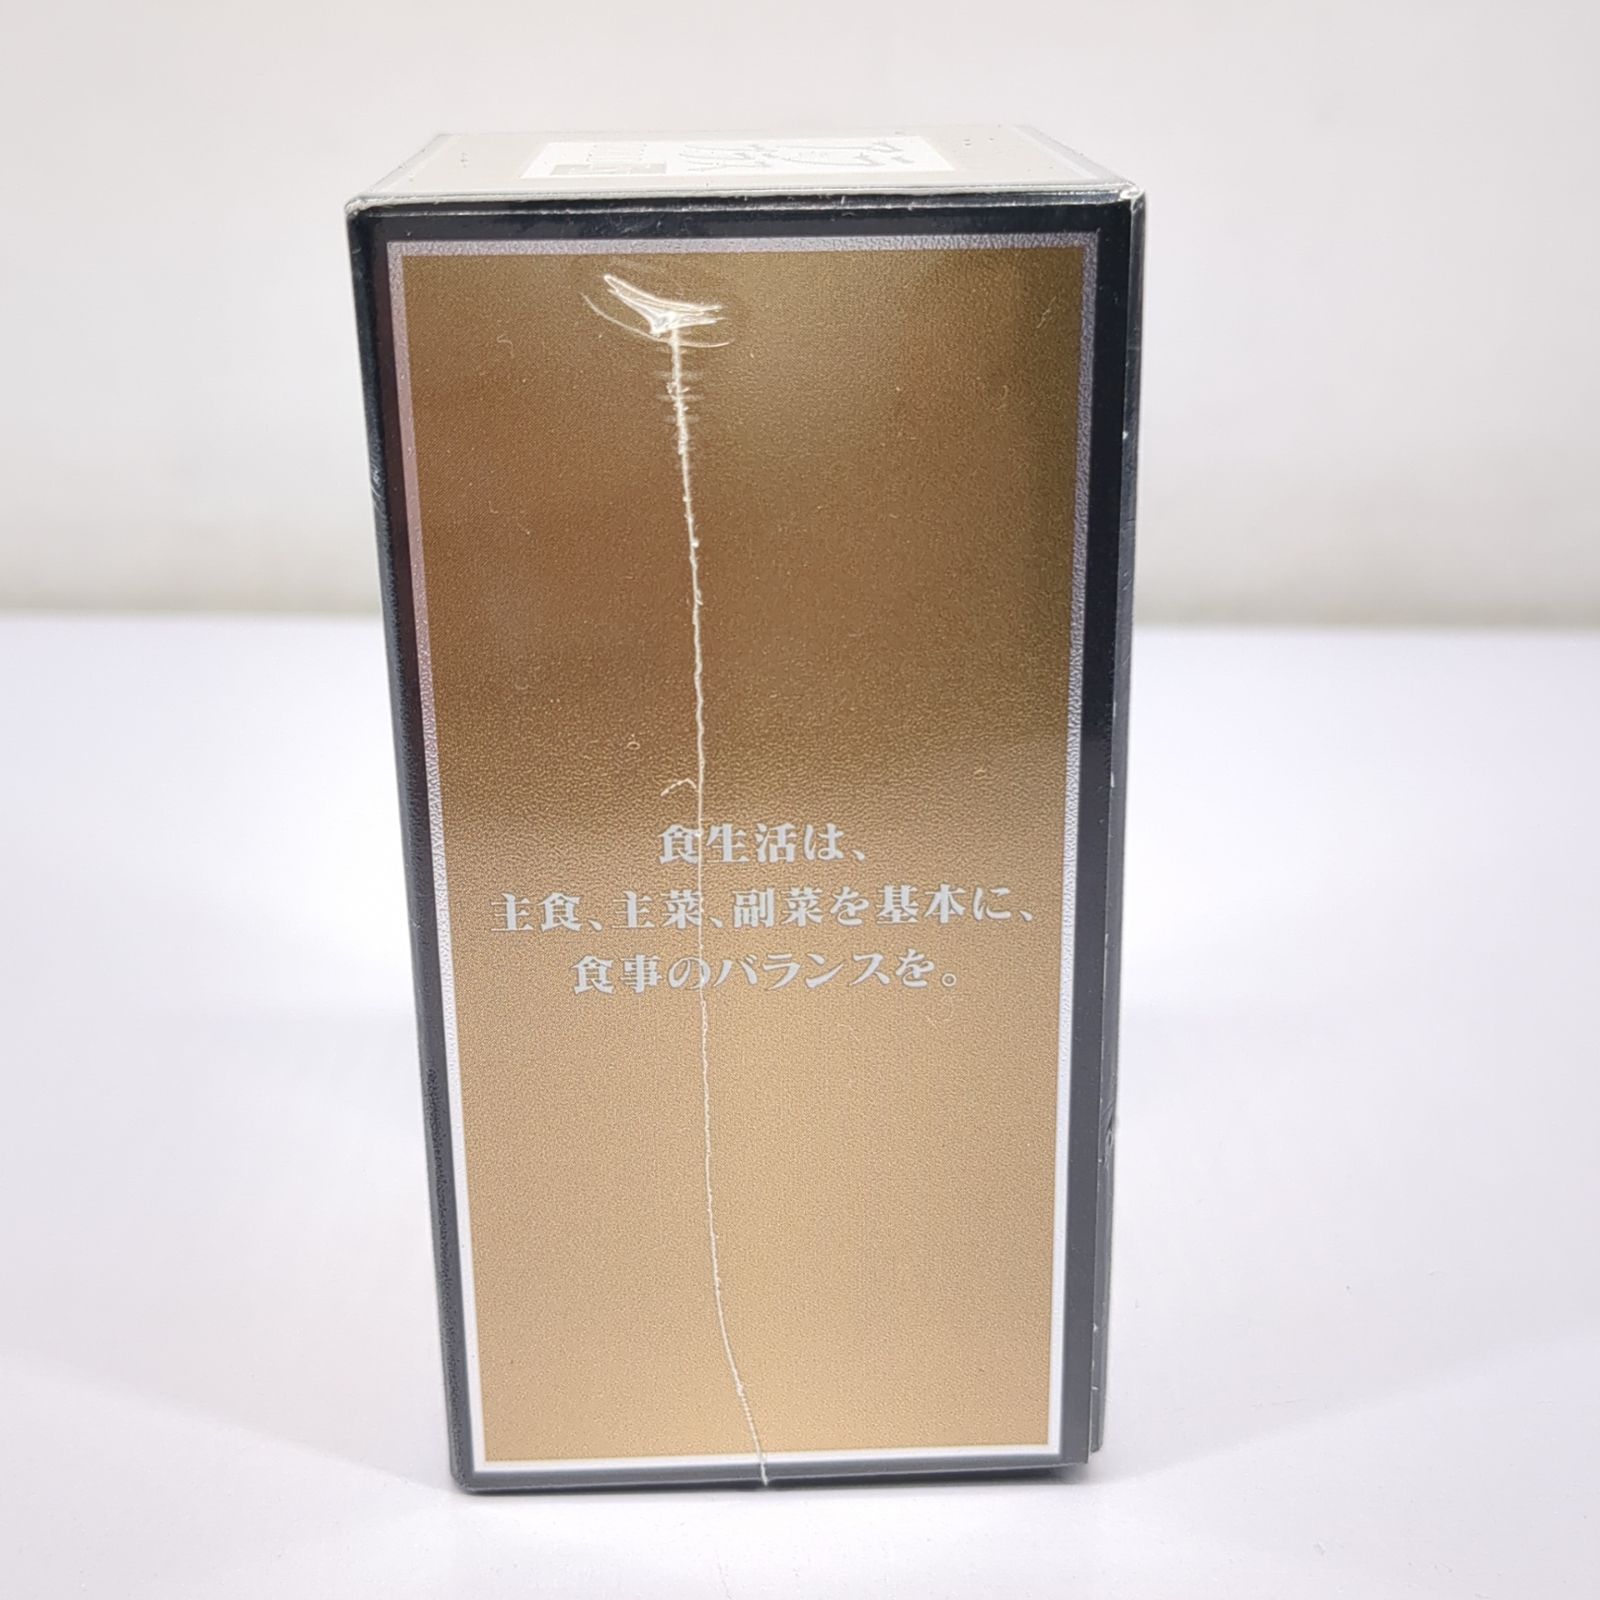 食生活は、
主食、主菜、副菜を基本に、
食事のバランスを。